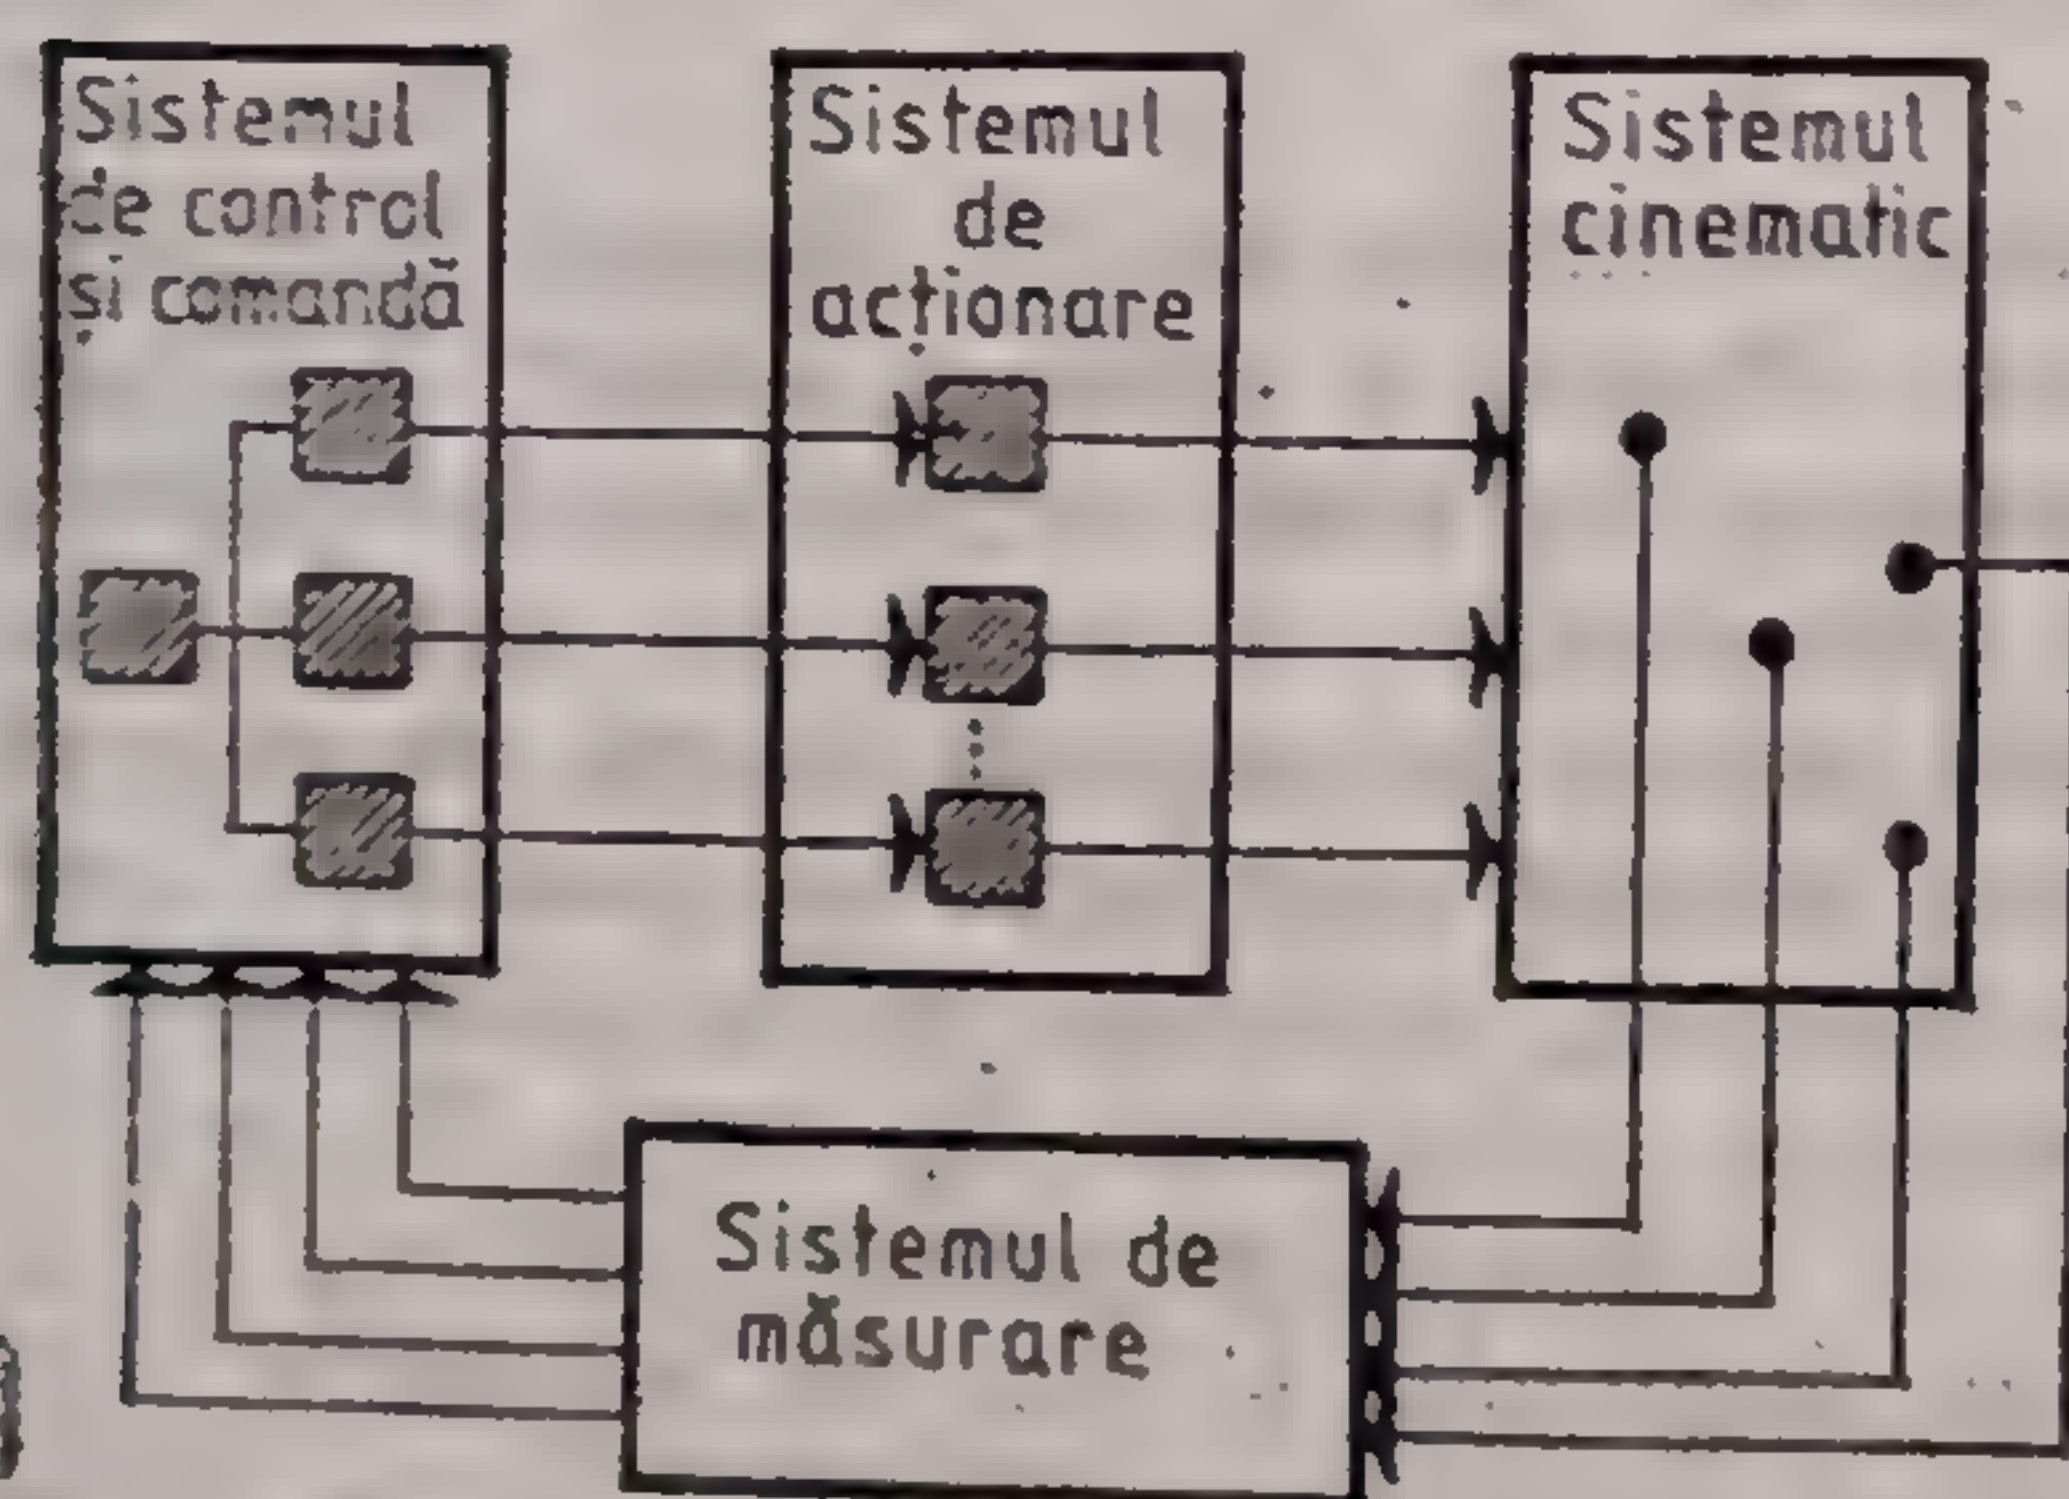 Sistemul
de control
și comandă
Sistemul
de
acționare
Sistemul
cinematic
Sistemul de
măsurare